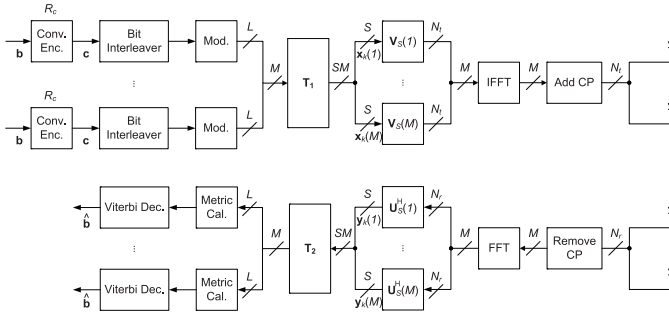 R_c
L
S
N_t
b
Conv. Enc.
c
Bit Interleaver
Mod.
x_k(1)
V_S(1)
M
T_1
SM
M
IFFT
M
Add CP
N_t
⋮
⋮
R_c
L
S
N_t
b
Conv. Enc.
c
Bit Interleaver
Mod.
x_k(M)
V_S(M)
S
N_r
b̂
Viterbi Dec.
Metric Cal.
L
y_k(1)
U_S^H(1)
M
T_2
SM
M
FFT
M
Remove CP
N_r
⋮
⋮
S
N_r
b̂
Viterbi Dec.
Metric Cal.
L
y_k(M)
U_S^H(M)